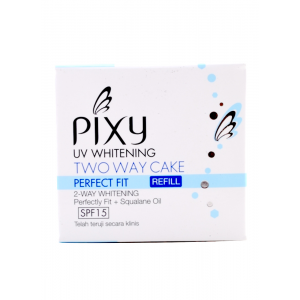 PIXY
UV WHITENING
TWO WAY CAKE
PERFECT FIT REFILL
2-WAY WHITENING
Perfectly Fit + Squalane Oil
SPF15
Telah teruji secara klinis